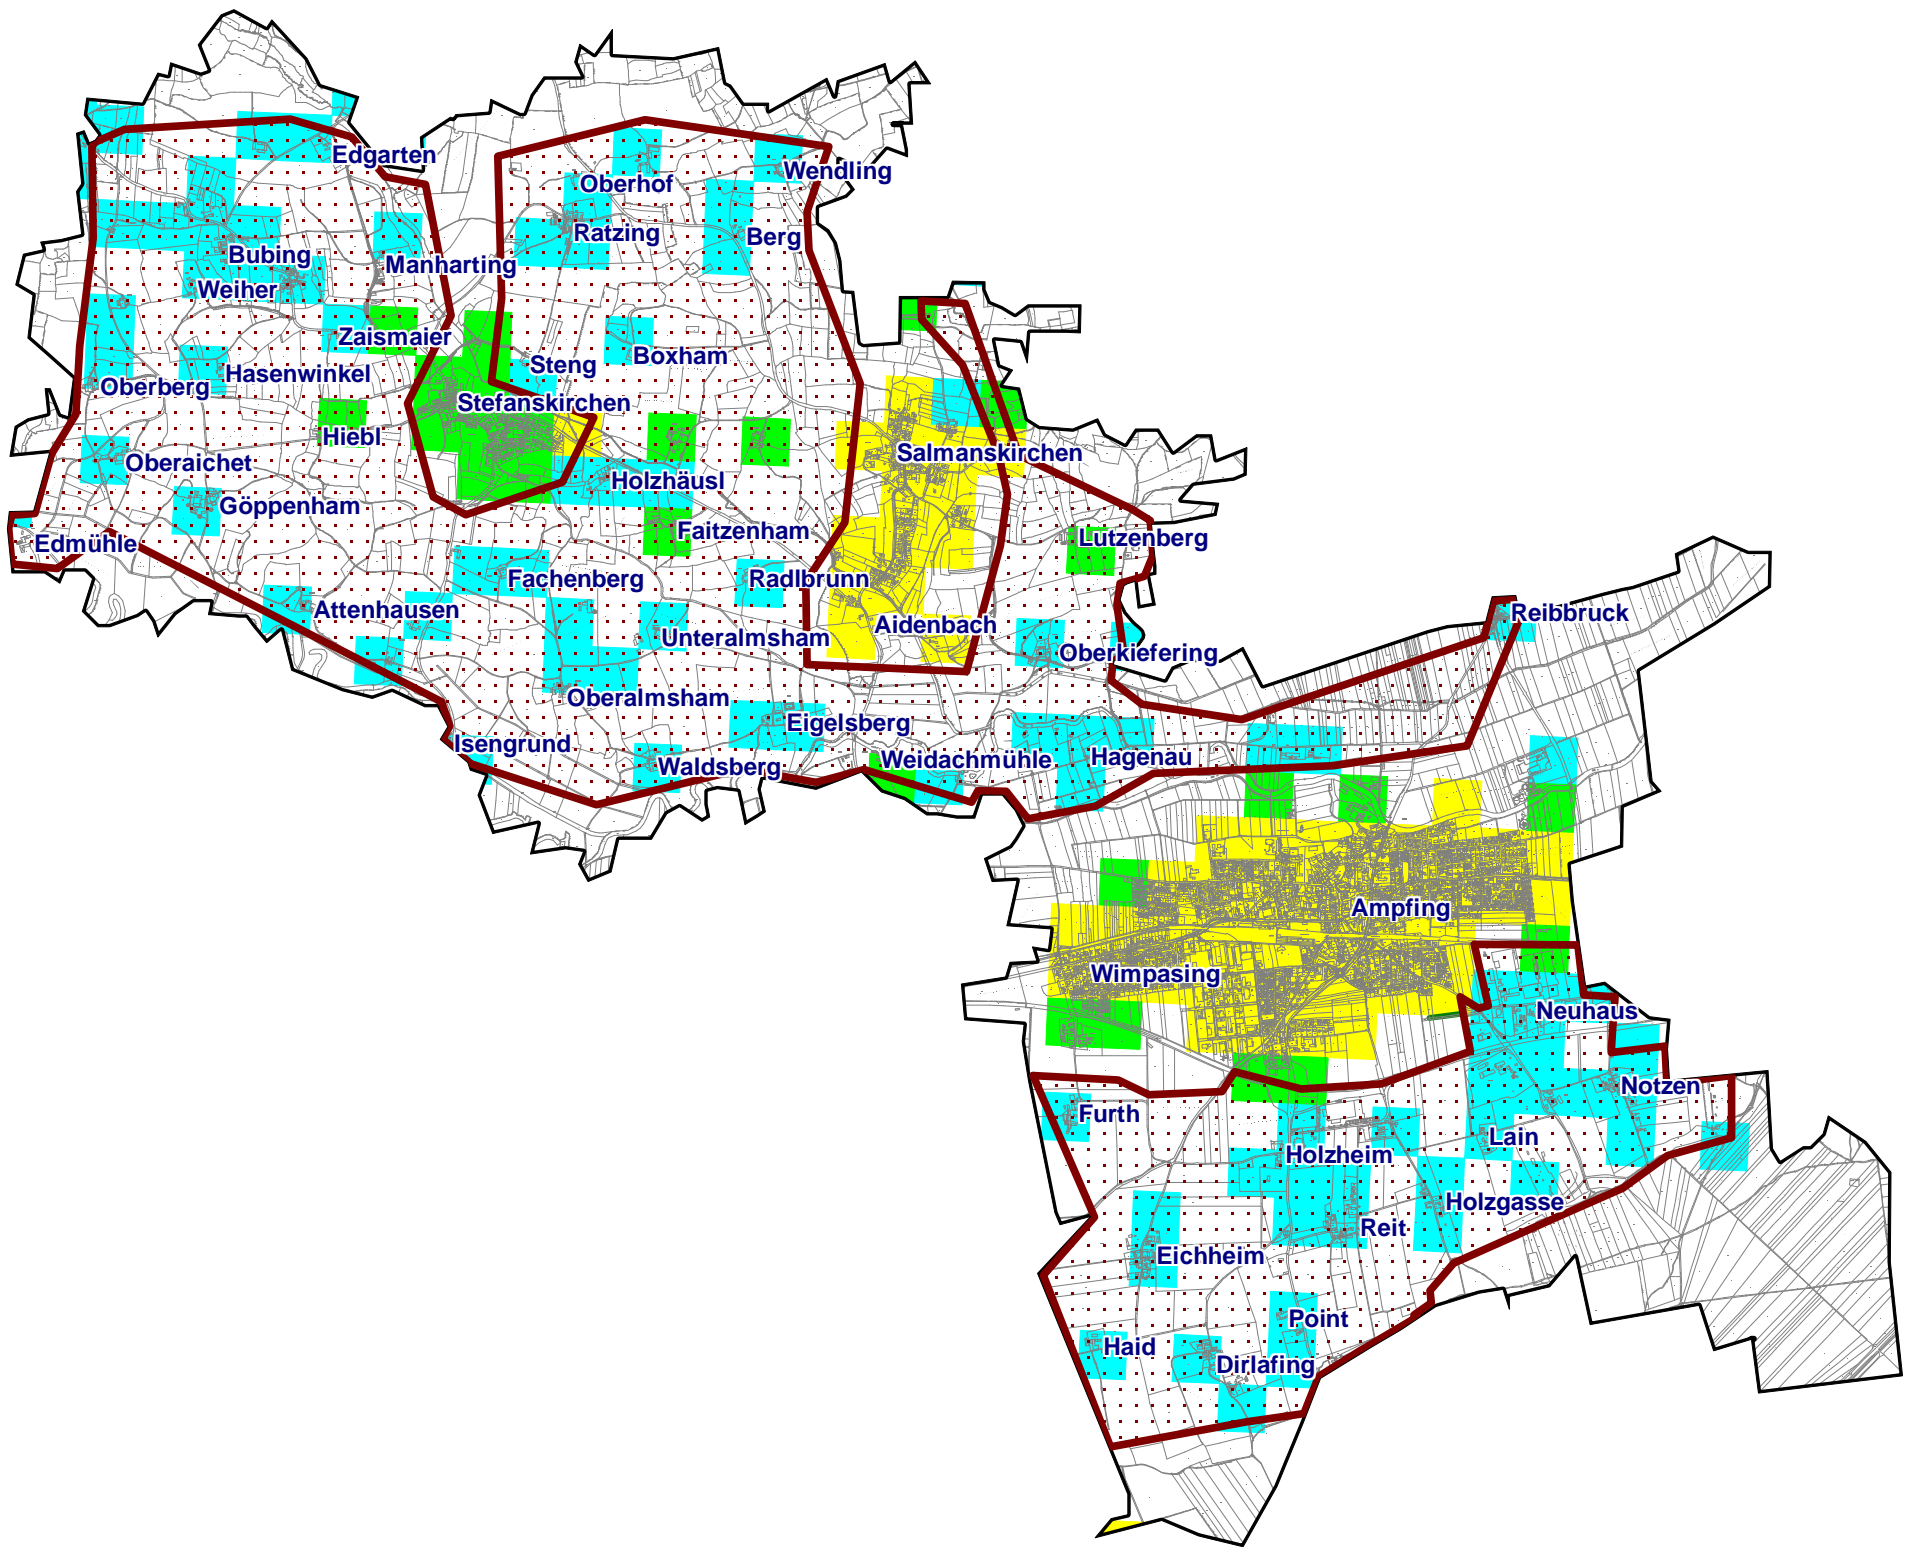 Edgarten
Wendling
Oberhof
Ratzing
Berg
Bubing
Manharting
Weiher
Zaismaier
Boxham
Steng
Hasenwinkel
Oberberg
Stefanskirchen
Hiebl
Salmanskirchen
Oberaichet
Holzhäusl
Göppenham
Faitzenham
Lutzenberg
Edmühle
Fachenberg
Radlbrunn
Attenhausen
Reibbruck
Aidenbach
Unteralmsham
Oberkiefering
Oberalmsham
Eigelsberg
Isengrund
Hagenau
Weidachmühle
Waldsberg
Ampfing
Wimpasing
Neuhaus
Notzen
Furth
Lain
Holzheim
Holzgasse
Reit
Eichheim
Point
Haid
Dirlafing